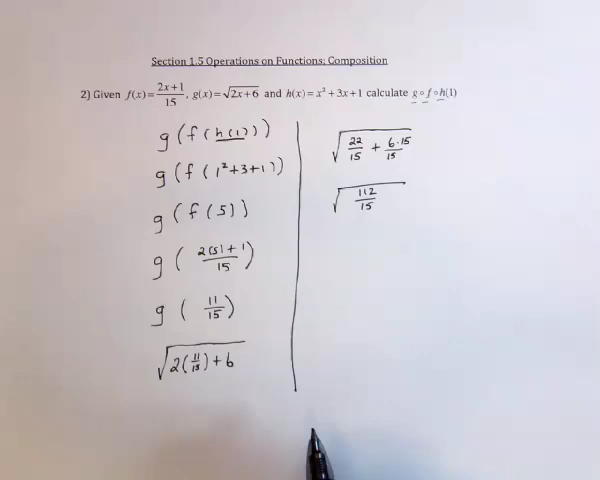 Section 1.5 Operations on Functions; Composition
2) Given f(x)=(2x+1)/15, g(x)=√(2x+6) and h(x)=x²+3x+1 calculate g∘f∘h(1)
g(f(h(1)))
g(f(1²+3+1))
g(f(5))
g((2(5)+1)/15)
g(11/15)
√(2(11/15)+6)
√(22/15 + 6·15/15)
√(112/15)